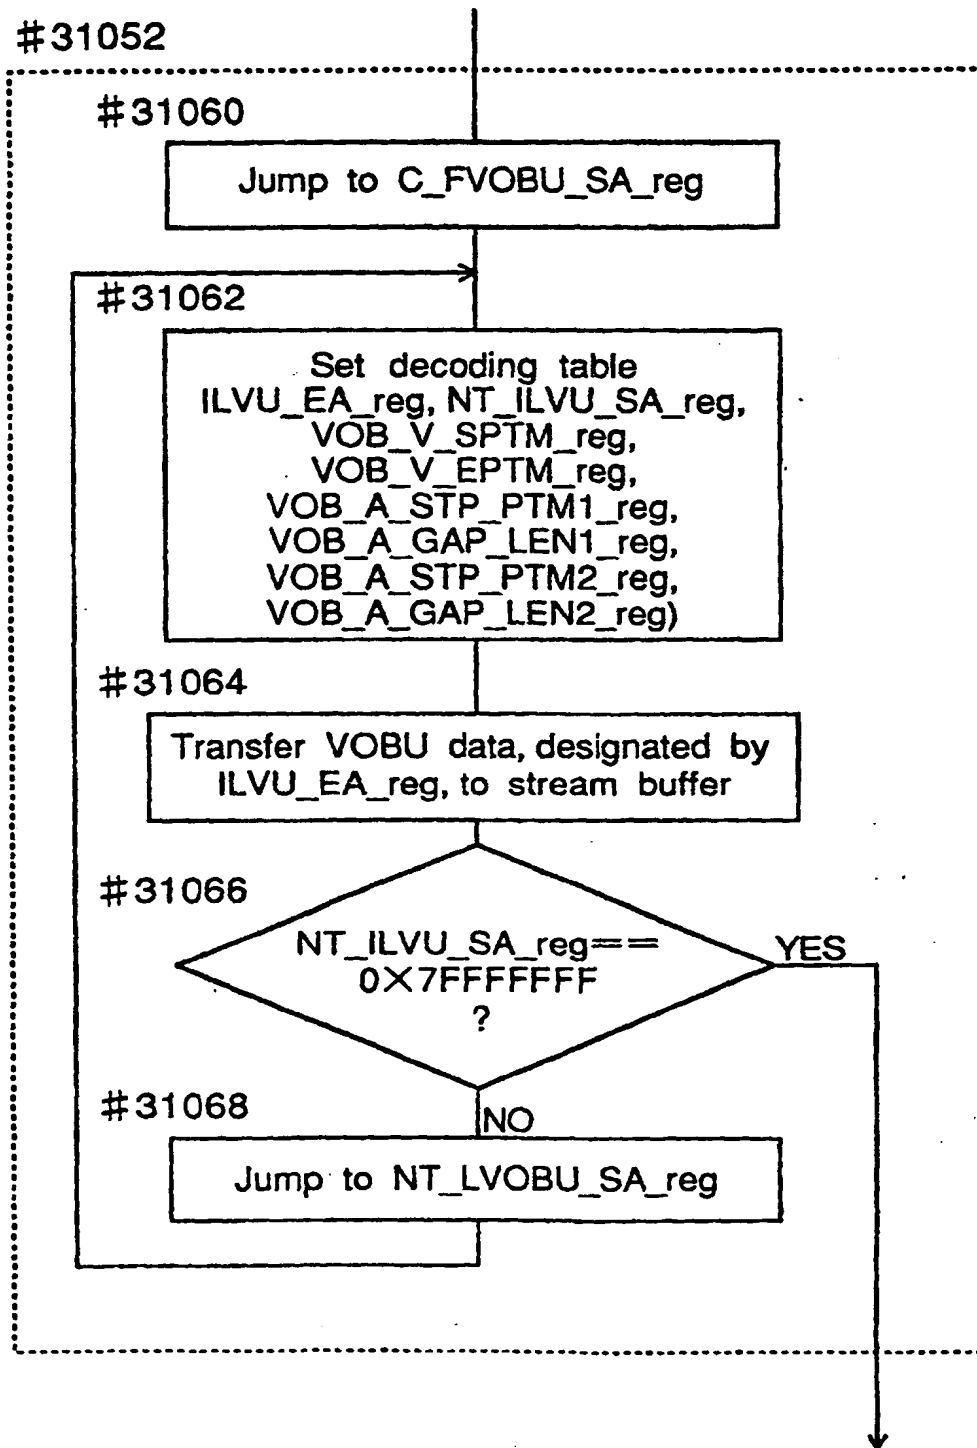 #31052
#31060
Jump to C_FVOBU_SA_reg
#31062
Set decoding table
ILVU_EA_reg, NT_ILVU_SA_reg,
VOB_V_SPTM_reg,
VOB_V_EPTM_reg,
VOB_A_STP_PTM1_reg,
VOB_A_GAP_LEN1_reg,
VOB_A_STP_PTM2_reg,
VOB_A_GAP_LEN2_reg)
#31064
Transfer VOBU data, designated by
ILVU_EA_reg, to stream buffer
#31066
NT_ILVU_SA_reg==
0X7FFFFFFF
?
YES
#31068
NO
Jump to NT_LVOBU_SA_reg